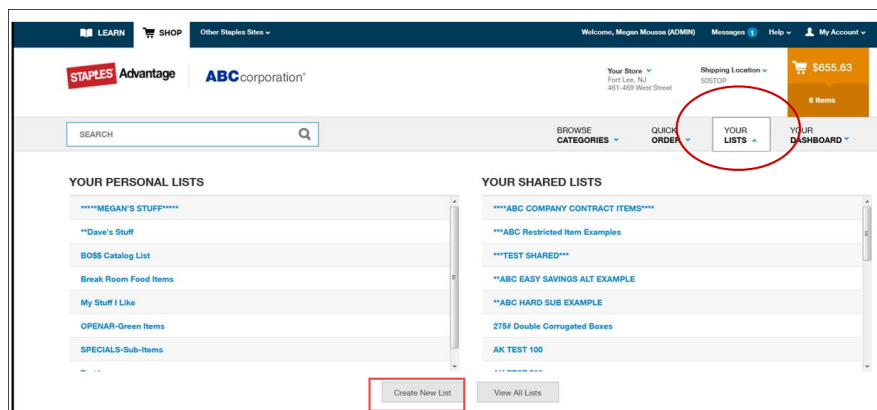 LEARN SHOP Other Staples Sites Welcome, Megan Moussa (ADMIN) Messages 1 Help My Account
STAPLES Advantage ABCcorporation®
Your Store
Fort Lee, NJ
461-469 West Street
Shipping Location
50STOP
$655.63
6 Items
SEARCH
BROWSE
CATEGORIES
QUICK
ORDER
YOUR
LISTS
YOUR
DASHBOARD
YOUR PERSONAL LISTS
*****MEGAN'S STUFF*****
**Dave's Stuff
BO$$ Catalog List
Break Room Food Items
My Stuff I Like
OPENAR-Green Items
SPECIALS-Sub-Items
YOUR SHARED LISTS
****ABC COMPANY CONTRACT ITEMS****
***ABC Restricted Item Examples
***TEST SHARED***
**ABC EASY SAVINGS ALT EXAMPLE
**ABC HARD SUB EXAMPLE
275# Double Corrugated Boxes
AK TEST 100
Create New List View All Lists